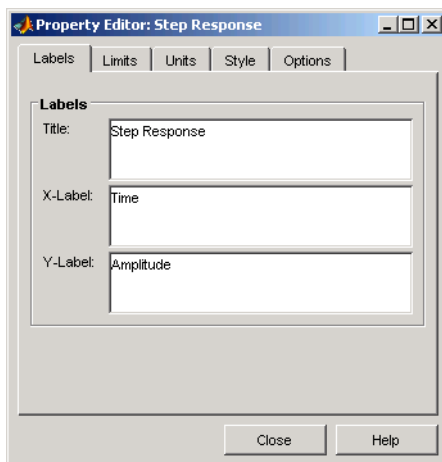 Property Editor: Step Response
Labels Limits Units Style Options
Labels
Title: Step Response
X-Label: Time
Y-Label: Amplitude
Close Help